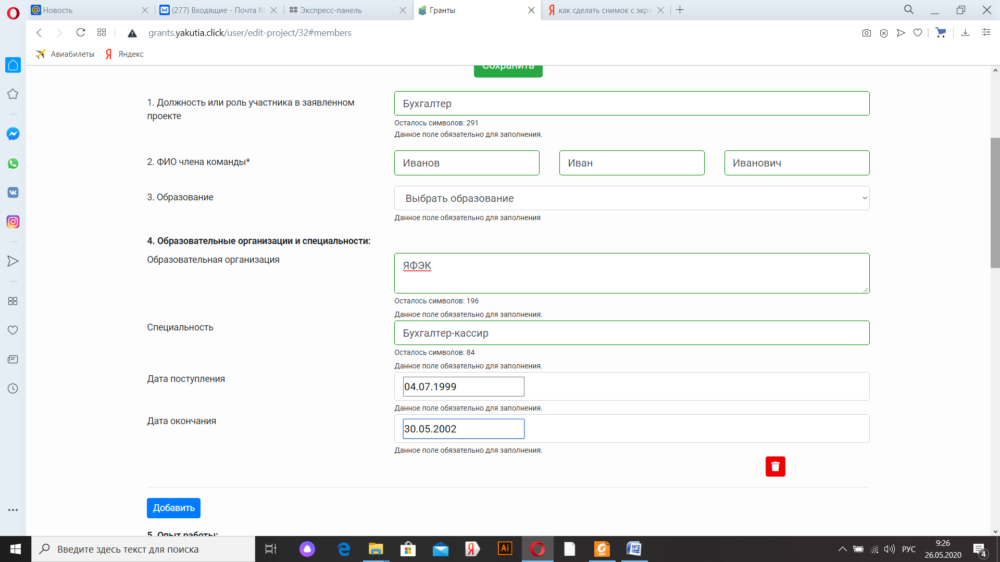 Новость
(277) Входящие - Почта М
Экспресс-панель
Гранты
как сделать снимок с экра
grants.yakutia.click/user/edit-project/32#members
Авиабилеты
Яндекс
Сохранить
1. Должность или роль участника в заявленном
проекте
Бухгалтер
Осталось символов: 291
Данное поле обязательно для заполнения.
2. ФИО члена команды*
Иванов
Иван
Иванович
3. Образование
Выбрать образование
Данное поле обязательно для заполнения
4. Образовательные организации и специальности:
Образовательная организация
ЯФЭК
Осталось символов: 196
Данное поле обязательно для заполнения.
Специальность
Бухгалтер-кассир
Осталось символов: 84
Данное поле обязательно для заполнения.
Дата поступления
04.07.1999
Данное поле обязательно для заполнения.
Дата окончания
30.05.2002
Данное поле обязательно для заполнения.
Добавить
5. Опыт работы:
Введите здесь текст для поиска
Ai
PDF
РУС
9:26
26.05.2020
4